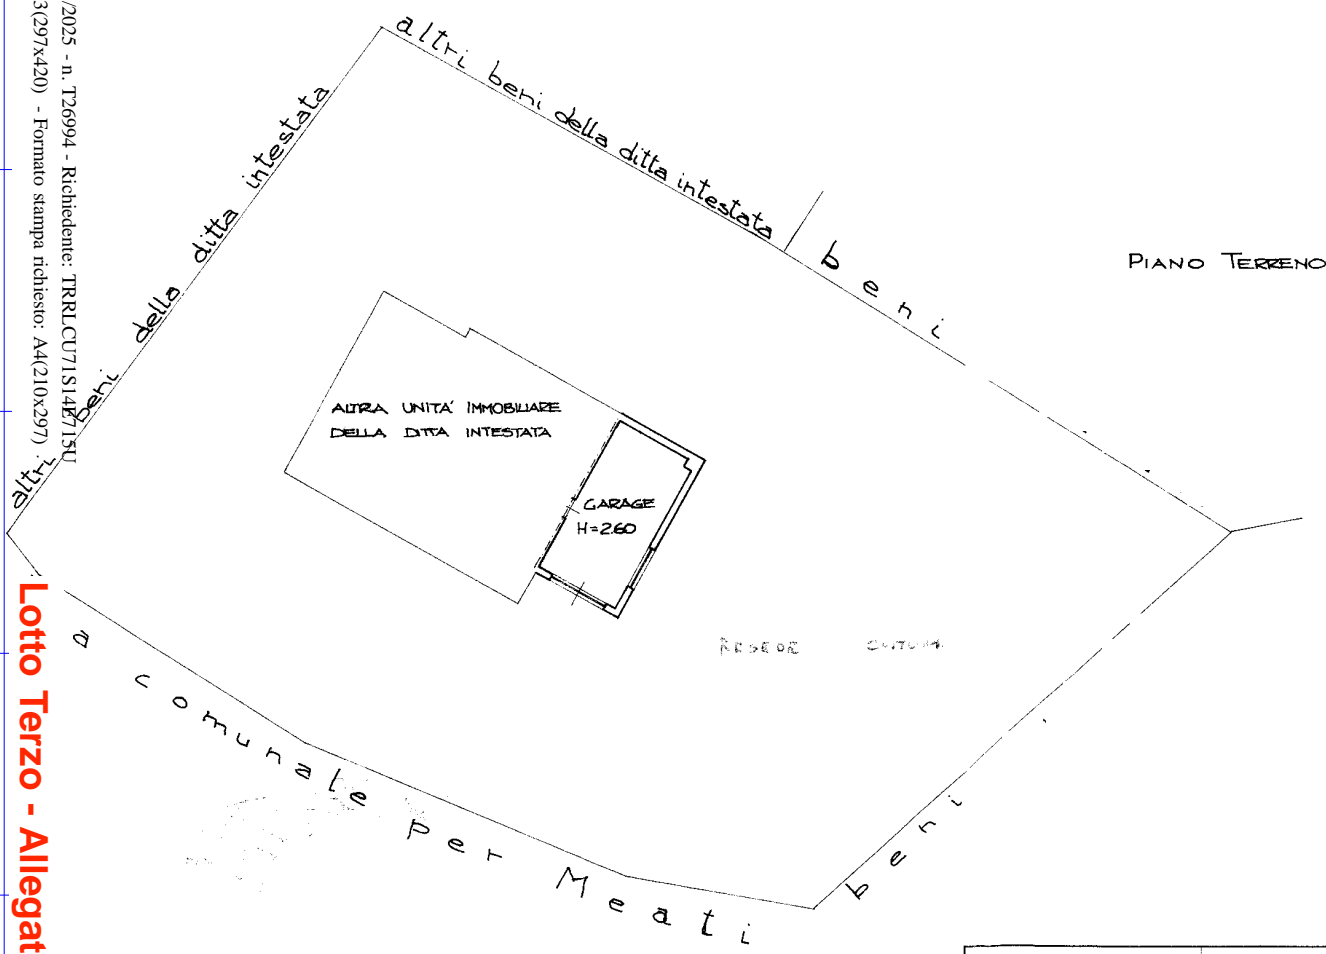 /2025 - n. T26994 - Richiedente: TRRLCU71S14E715U
3(297x420) - Formato stampa richiesto: A4(210x297) -
altri beni della ditta intestata
altri beni della ditta intestata
beni
PIANO TERRENO
ALTRA UNITA' IMMOBILIARE
DELLA DITTA INTESTATA
GARAGE
H=2.60
RESEDE
a comunale per Meati
beni
Lotto Terzo - Allegat